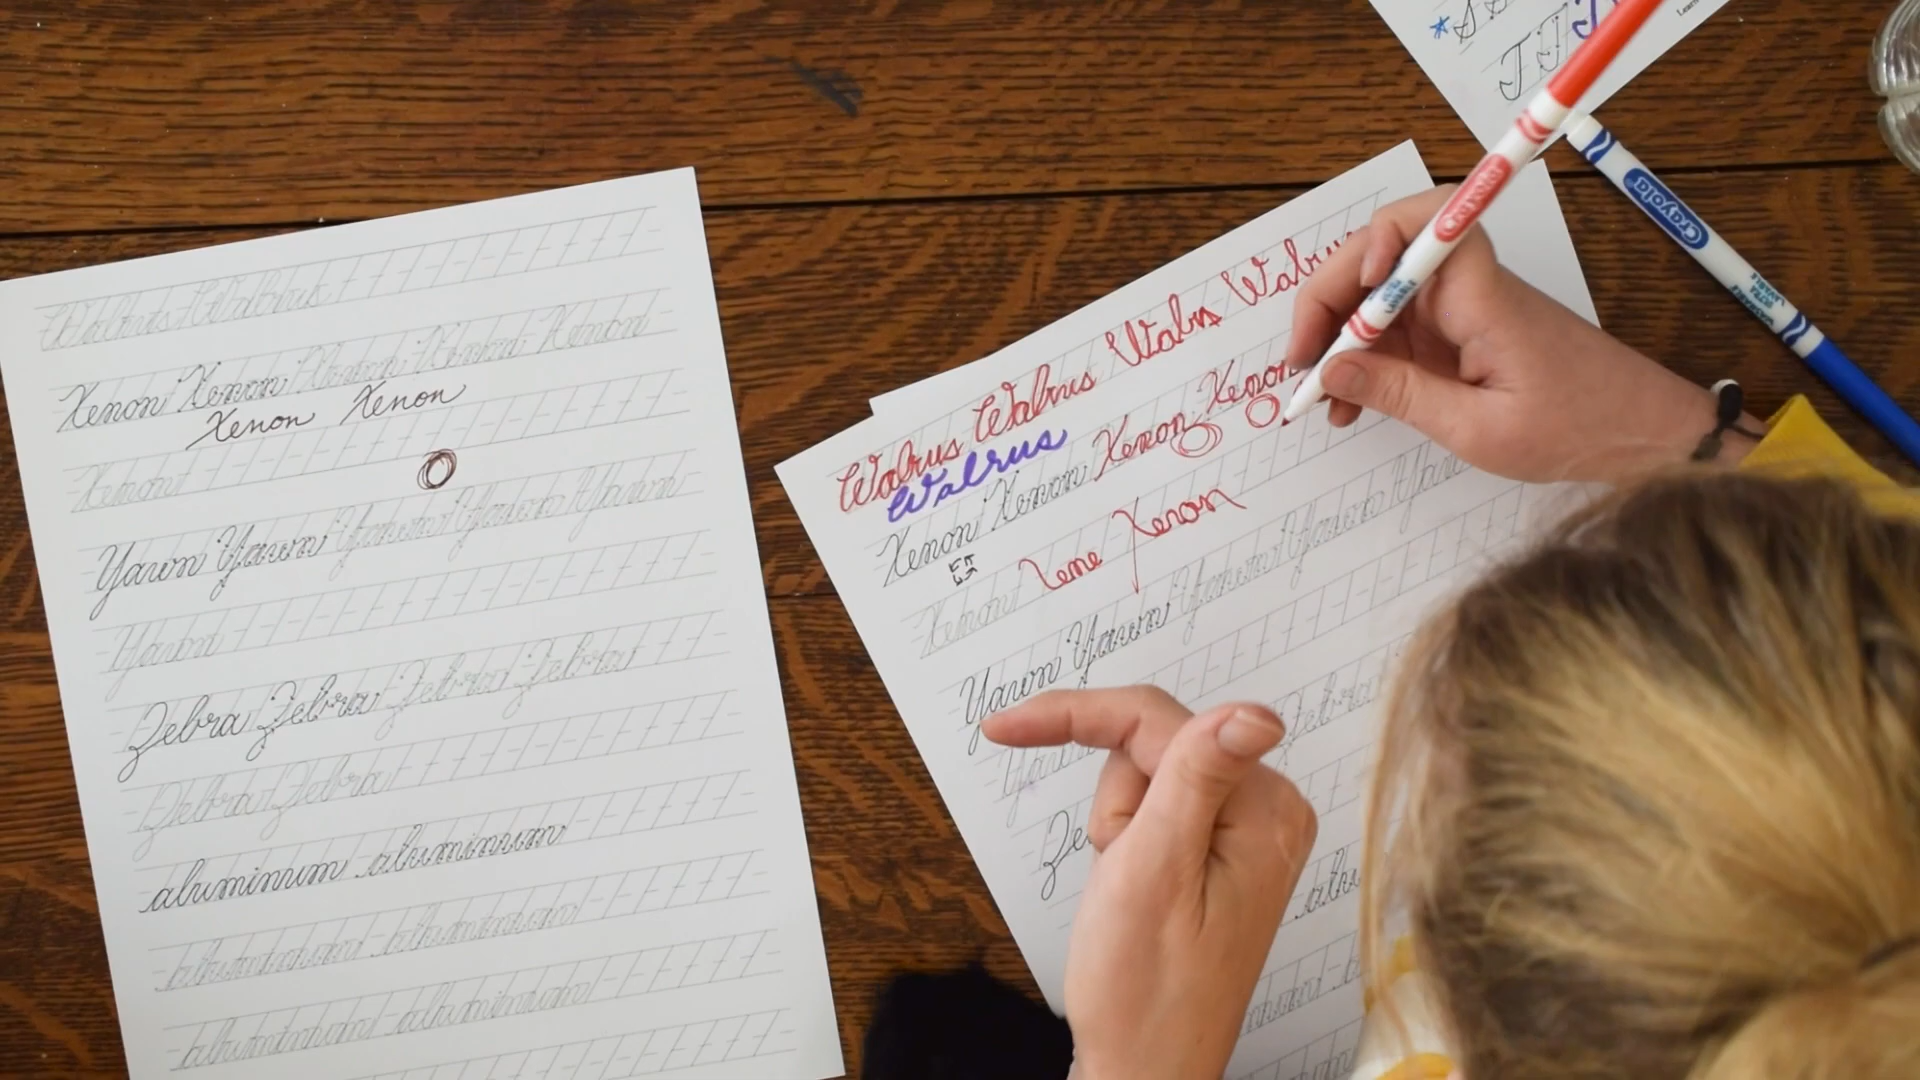 Walrus Walrus
Xenon Xenon Xenon Xenon Xenon
Xenon Xenon
Xenon
Yawn Yawn Yawn Yawn Yawn
Yawn
Zebra Zebra Zebra Zebra
Zebra Zebra
aluminum aluminum
aluminum aluminum
aluminum aluminum
Walrus Walrus Walrus
Walrus
Xenon Xenon Xenon Xenon
Xenon Xenon
Yawn Yawn Yawn Yawn
T T
Crayola
Crayola